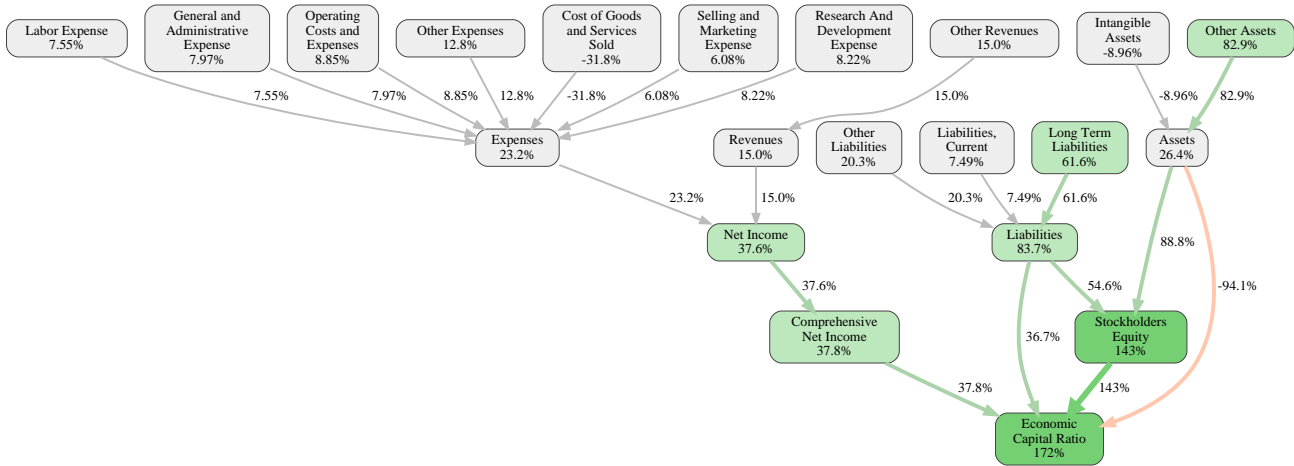 Labor Expense
7.55%
General and
Administrative
Expense
7.97%
Operating
Costs and
Expenses
8.85%
Other Expenses
12.8%
Cost of Goods
and Services
Sold
-31.8%
Selling and
Marketing
Expense
6.08%
Research And
Development
Expense
8.22%
Other Revenues
15.0%
Intangible
Assets
-8.96%
Other Assets
82.9%
7.55%
7.97%
8.85%
12.8%
-31.8%
6.08%
8.22%
15.0%
-8.96%
82.9%
Expenses
23.2%
Revenues
15.0%
Other
Liabilities
20.3%
Liabilities,
Current
7.49%
Long Term
Liabilities
61.6%
Assets
26.4%
23.2%
15.0%
20.3%
7.49%
61.6%
88.8%
-94.1%
Net Income
37.6%
Liabilities
83.7%
37.6%
54.6%
36.7%
Comprehensive
Net Income
37.8%
Stockholders
Equity
143%
37.8%
143%
Economic
Capital Ratio
172%